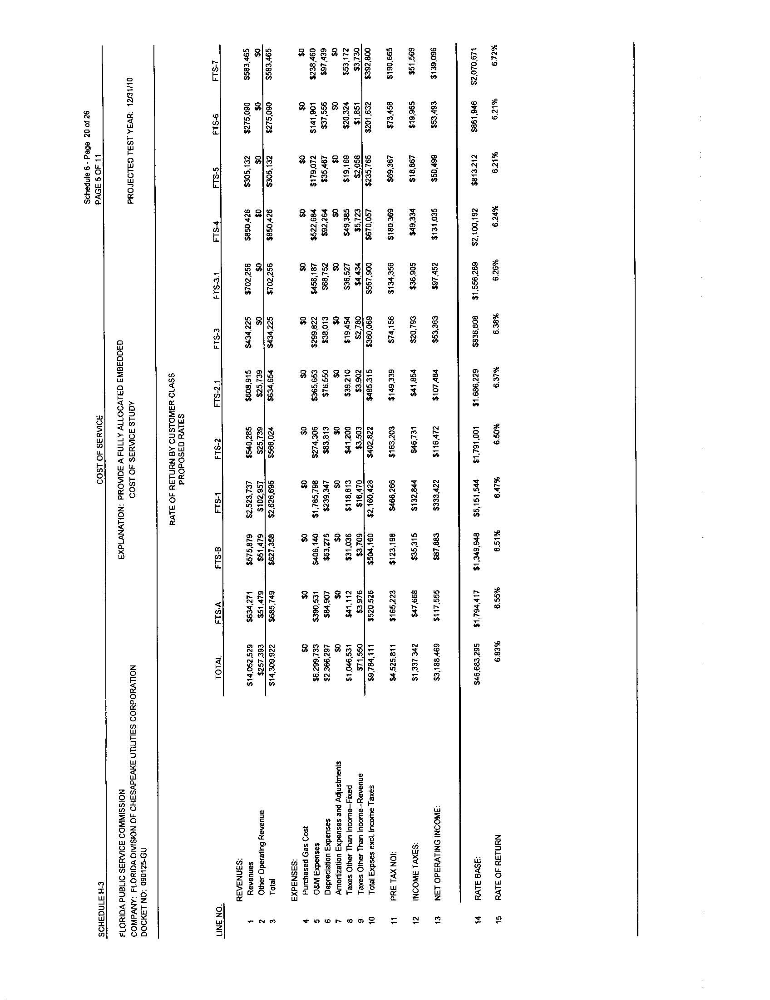 Schedule 6 - Page 20 of 26
SCHEDULE H-3 COST OF SERVICE PAGE 5 OF 11
FLORIDA PUBLIC SERVICE COMMISSION EXPLANATION: PROVIDE A FULLY ALLOCATED EMBEDDED PROJECTED TEST YEAR: 12/31/10
COMPANY: FLORIDA DIVISION OF CHESAPEAKE UTILITIES CORPORATION COST OF SERVICE STUDY
DOCKET NO: 090125-GU
RATE OF RETURN BY CUSTOMER CLASS
PROPOSED RATES
LINE NO. TOTAL FTS-A FTS-B FTS-1 FTS-2 FTS-2.1 FTS-3 FTS-3.1 FTS-4 FTS-5 FTS-6 FTS-7
REVENUES:
1 Revenues $14,052,529 $634,271 $575,879 $2,523,737 $540,285 $608,915 $434,225 $702,256 $850,426 $305,132 $275,090 $583,465
2 Other Operating Revenue $257,393 $51,479 $51,479 $102,957 $25,739 $25,739 $0 $0 $0 $0 $0 $0
3 Total $14,309,922 $685,749 $627,358 $2,626,695 $566,024 $634,654 $434,225 $702,256 $850,426 $305,132 $275,090 $583,465
EXPENSES:
4 Purchased Gas Cost $0 $0 $0 $0 $0 $0 $0 $0 $0 $0 $0 $0
5 O&M Expenses $6,299,733 $390,531 $406,140 $1,785,798 $274,306 $365,653 $299,822 $458,187 $522,684 $179,072 $141,901 $238,460
6 Depreciation Expenses $2,366,297 $84,907 $63,275 $239,347 $83,813 $76,550 $38,013 $68,752 $92,264 $35,467 $37,556 $97,439
7 Amortization Expenses and Adjustments $0 $0 $0 $0 $0 $0 $0 $0 $0 $0 $0 $0
8 Taxes Other Than Income--Fixed $1,046,531 $41,112 $31,036 $118,813 $41,200 $39,210 $19,454 $36,527 $49,385 $19,169 $20,324 $53,172
9 Taxes Other Than Income--Revenue $71,550 $3,976 $3,709 $16,470 $3,503 $3,902 $2,780 $4,434 $5,723 $2,058 $1,851 $3,730
10 Total Expses excl. Income Taxes $9,784,111 $520,526 $504,160 $2,160,428 $402,822 $485,315 $360,069 $567,900 $670,057 $235,765 $201,632 $392,800
11 PRE TAX NOI: $4,525,811 $165,223 $123,198 $466,266 $163,203 $149,339 $74,156 $134,356 $180,369 $69,367 $73,458 $190,665
12 INCOME TAXES: $1,337,342 $47,668 $35,315 $132,844 $46,731 $41,854 $20,793 $36,905 $49,334 $18,867 $19,965 $51,569
13 NET OPERATING INCOME: $3,188,469 $117,555 $87,883 $333,422 $116,472 $107,484 $53,363 $97,452 $131,035 $50,499 $53,493 $139,096
14 RATE BASE: $46,683,295 $1,794,417 $1,349,948 $5,151,544 $1,791,001 $1,686,229 $836,808 $1,556,269 $2,100,192 $813,212 $861,946 $2,070,671
15 RATE OF RETURN 6.83% 6.55% 6.51% 6.47% 6.50% 6.37% 6.38% 6.26% 6.24% 6.21% 6.21% 6.72%